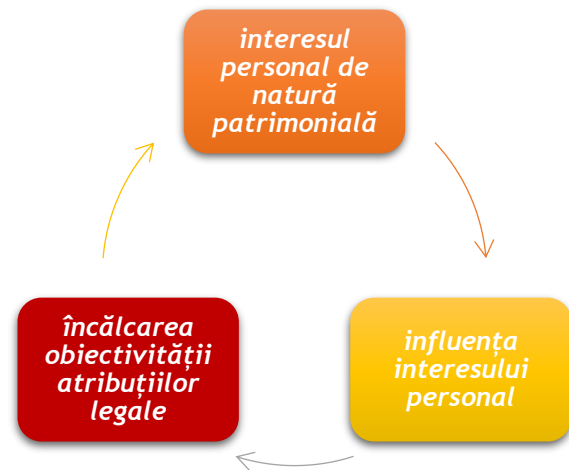 interesul
personal de
natură
patrimonială
influența
interesului
personal
încălcarea
obiectivității
atribuțiilor
legale